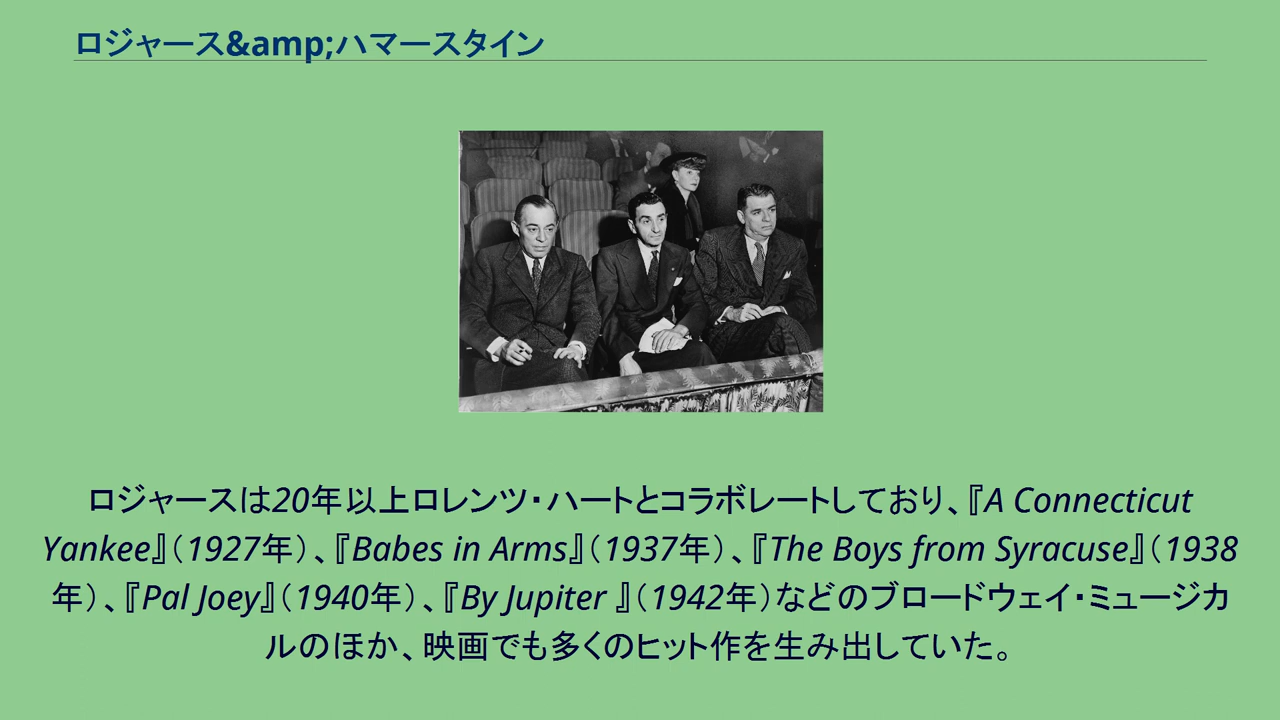 ロジャース&amp;ハマースタイン
ロジャースは20年以上ロレンツ・ハートとコラボレートしており、『A Connecticut
Yankee』（1927年）、『Babes in Arms』（1937年）、『The Boys from Syracuse』（1938
年）、『Pal Joey』（1940年）、『By Jupiter 』（1942年）などのブロードウェイ・ミュージカ
ルのほか、映画でも多くのヒット作を生み出していた。